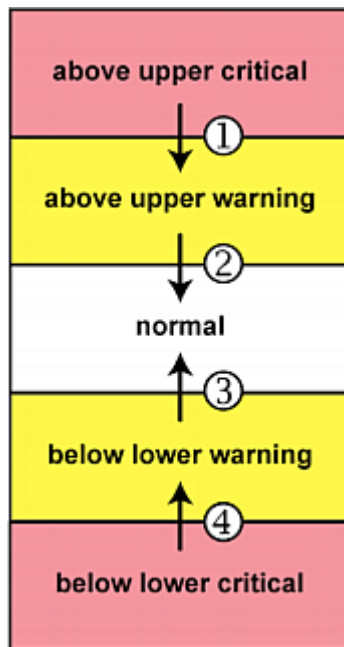 above upper critical
①
above upper warning
②
normal
③
below lower warning
④
below lower critical